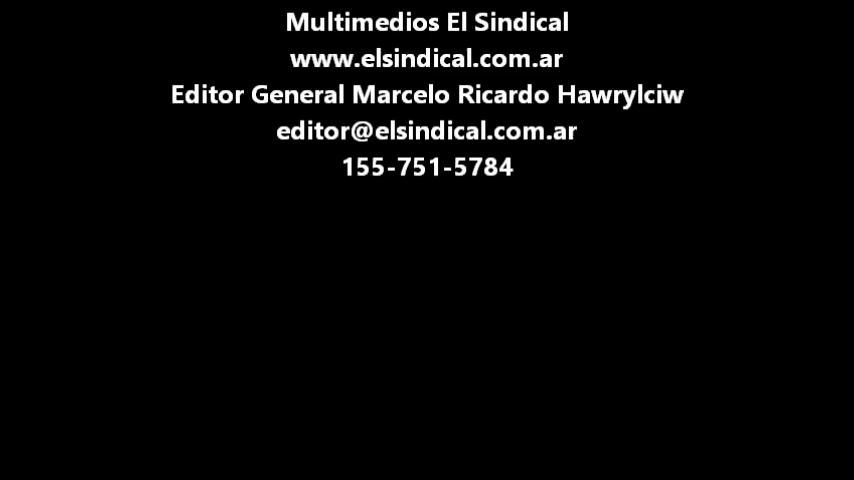 Multimedios El Sindical
www.elsindical.com.ar
Editor General Marcelo Ricardo Hawrylciw
editor@elsindical.com.ar
155-751-5784